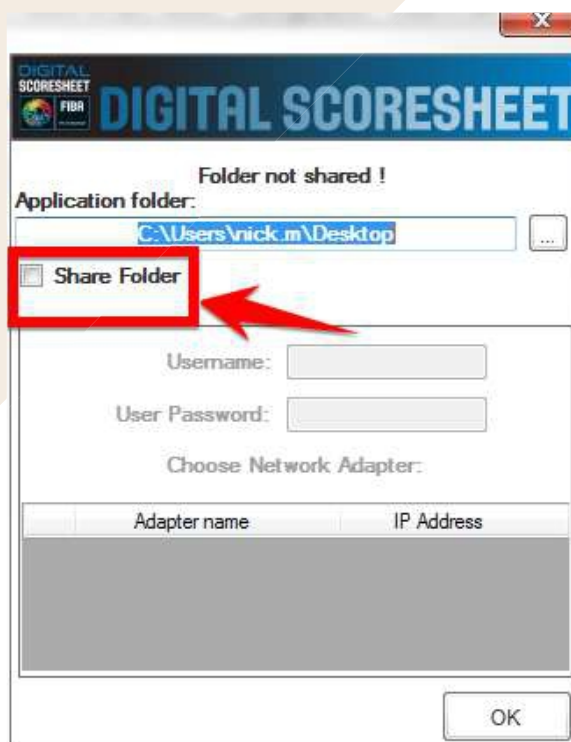 X
DIGITAL
SCORESHEET
FIBA
DIGITAL SCORESHEET
Folder not shared !
Application folder:
C:\Users\nick.m\Desktop
...
Share Folder
Username:
User Password:
Choose Network Adapter:
Adapter name IP Address
OK